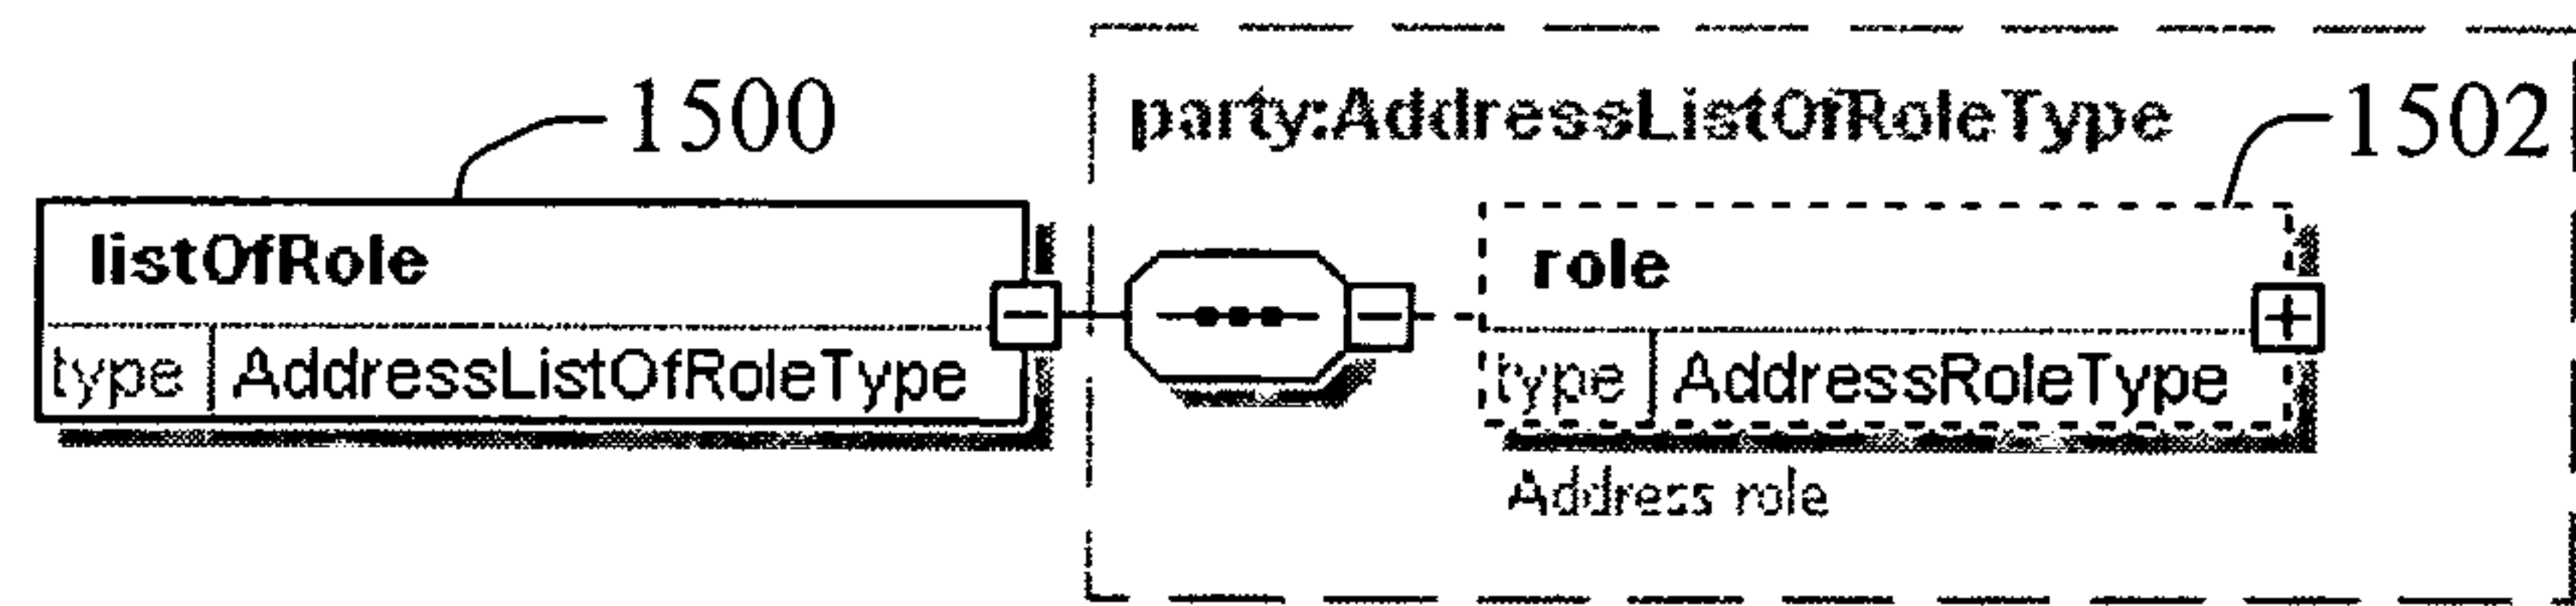 1500
party:AddressListOfRoleType
1502
listOfRole
role
type AddressListOfRoleType
type AddressRoleType
Address role